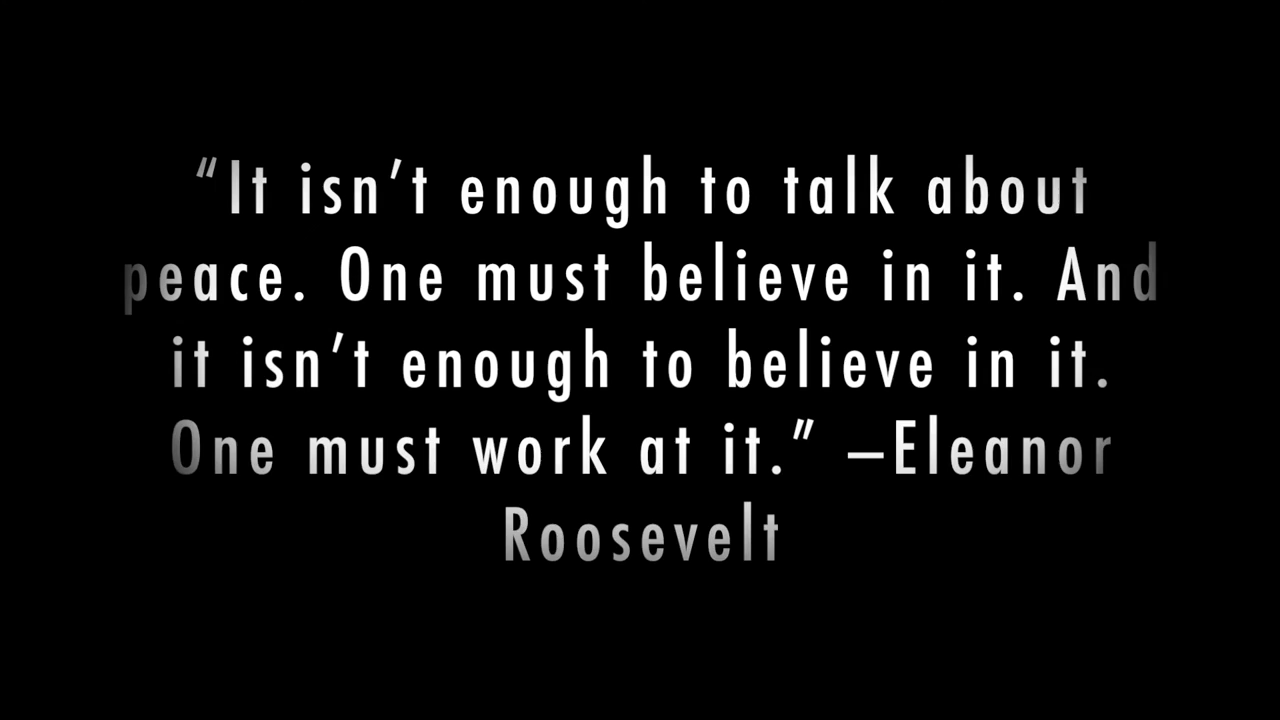 “It isn’t enough to talk about
peace. One must believe in it. And
it isn’t enough to believe in it.
One must work at it.” –Eleanor
Roosevelt